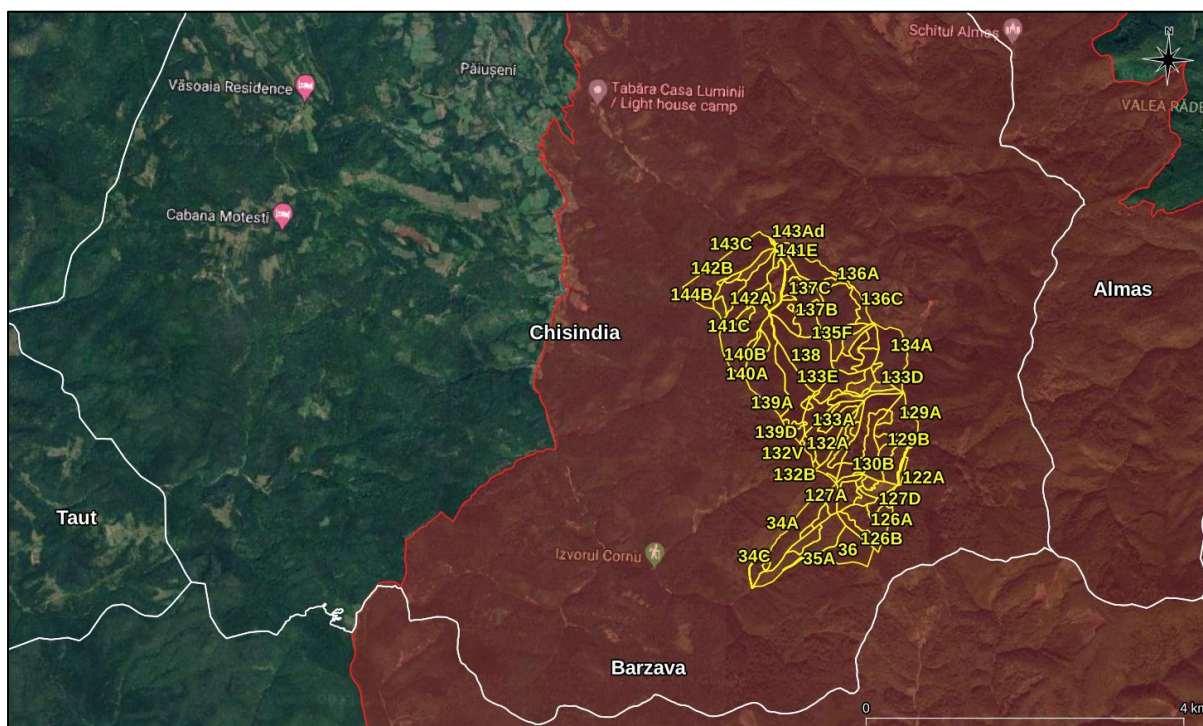 Schitul Almaș
N
Păiușeni
Văsoaia Residence
Tabăra Casa Luminii
/ Light house camp
VALEA RĂDE
Cabana Motesti
143Ad
143C
141E
142B
136A
137C
144B
142A
136C
137B
Almas
141C
Chisindia
135F
134A
140B
138
140A
133E
133D
139A
129A
133A
139D
132A
129B
132V
130B
132B
122A
127A
127D
Taut
34A
126A
126B
36
Izvorul Cornu
34C
35A
Barzava
0
4 km